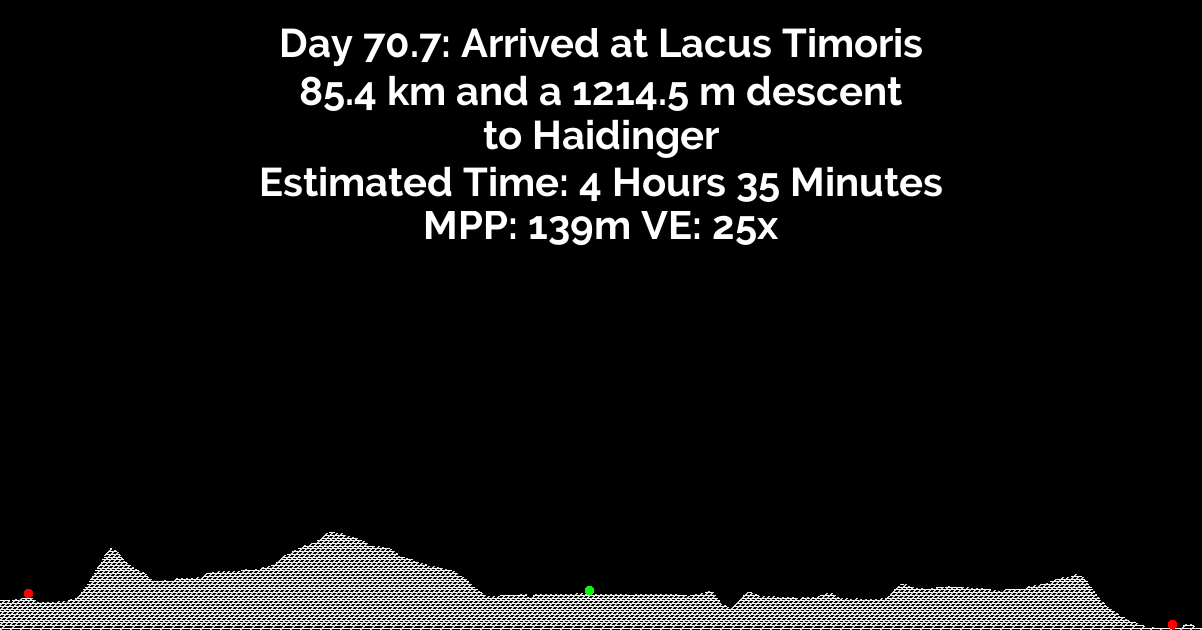 Day 70.7: Arrived at Lacus Timoris
85.4 km and a 1214.5 m descent
to Haidinger
Estimated Time: 4 Hours 35 Minutes
MPP: 139m VE: 25x